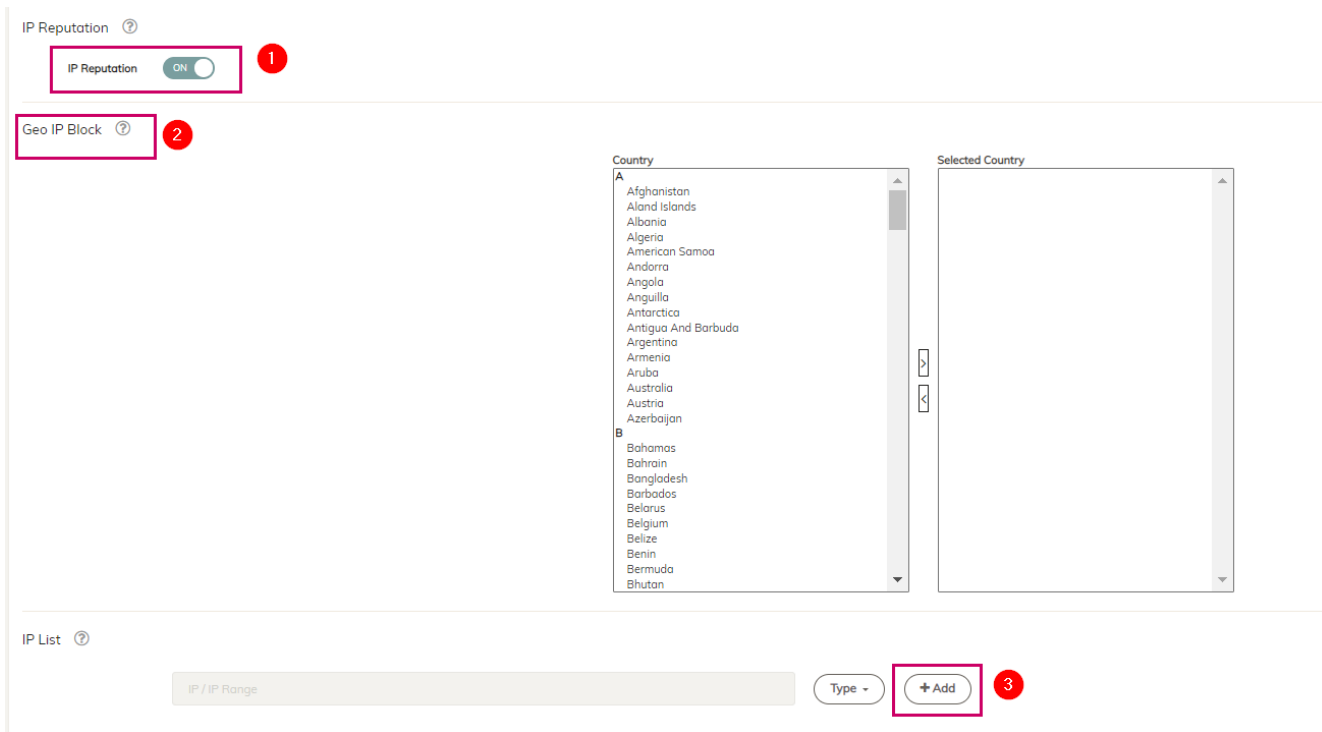 IP Reputation ?
IP Reputation ON
1
Geo IP Block ?
2
Country
A
Afghanistan
Aland Islands
Albania
Algeria
American Samoa
Andorra
Angola
Anguilla
Antarctica
Antigua And Barbuda
Argentina
Armenia
Aruba
Australia
Austria
Azerbaijan
B
Bahamas
Bahrain
Bangladesh
Barbados
Belarus
Belgium
Belize
Benin
Bermuda
Bhutan
>
<
Selected Country
IP List ?
IP / IP Range
Type
+ Add
3